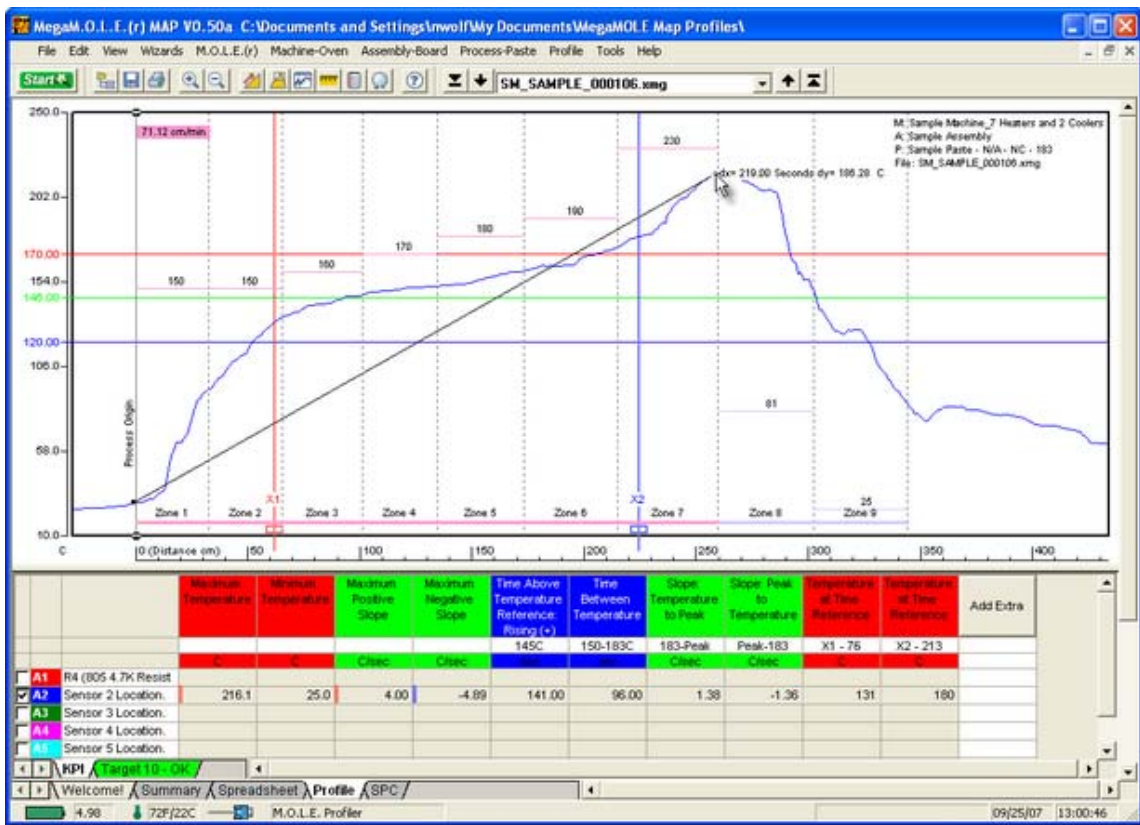 MegaM.O.L.E.(r) MAP V0.50a C:\Documents and Settings\nwolf\My Documents\MegaMOLE Map Profiles\
File Edit View Wizards M.O.L.E.(r) Machine-Oven Assembly-Board Process-Paste Profile Tools Help
Start SM_SAMPLE_000106.xmg
250.0
71.12 cm/min
M: Sample Machine_7 Heaters and 2 Coolers
A: Sample Assembly
P: Sample Paste - N/A - NC - 183
File: SM_SAMPLE_000106.xmg
230
dx= 219.00 Seconds dy= 186.28 C
202.0
190
180
170
170.00
160
154.0
150 150
145.00
120.00
106.0
81
Process Origin
58.0
X1 X2
25
Zone 1 Zone 2 Zone 3 Zone 4 Zone 5 Zone 6 Zone 7 Zone 8 Zone 9
10.0
C 0 (Distance cm) 50 100 150 200 250 300 350 400
Maximum Temperature Minimum Temperature Maximum Positive Slope Maximum Negative Slope Time Above Temperature Reference: Rising (+) Time Between Temperature Slope: Temperature to Peak Slope: Peak to Temperature Temperature at Time Reference Temperature at Time Reference Add Extra
145C 150-183C 183-Peak Peak-183 X1 - 76 X2 - 213
C C C/sec C/sec C/sec C/sec C C
A1 R4 (805 4.7K Resist
A2 Sensor 2 Location. 216.1 25.0 4.00 -4.89 141.00 96.00 1.38 -1.36 131 180
A3 Sensor 3 Location.
A4 Sensor 4 Location.
A5 Sensor 5 Location.
KPI Target 10 - OK
Welcome! Summary Spreadsheet Profile SPC
4.98 72F/22C M.O.L.E. Profiler 09/25/07 13:00:46